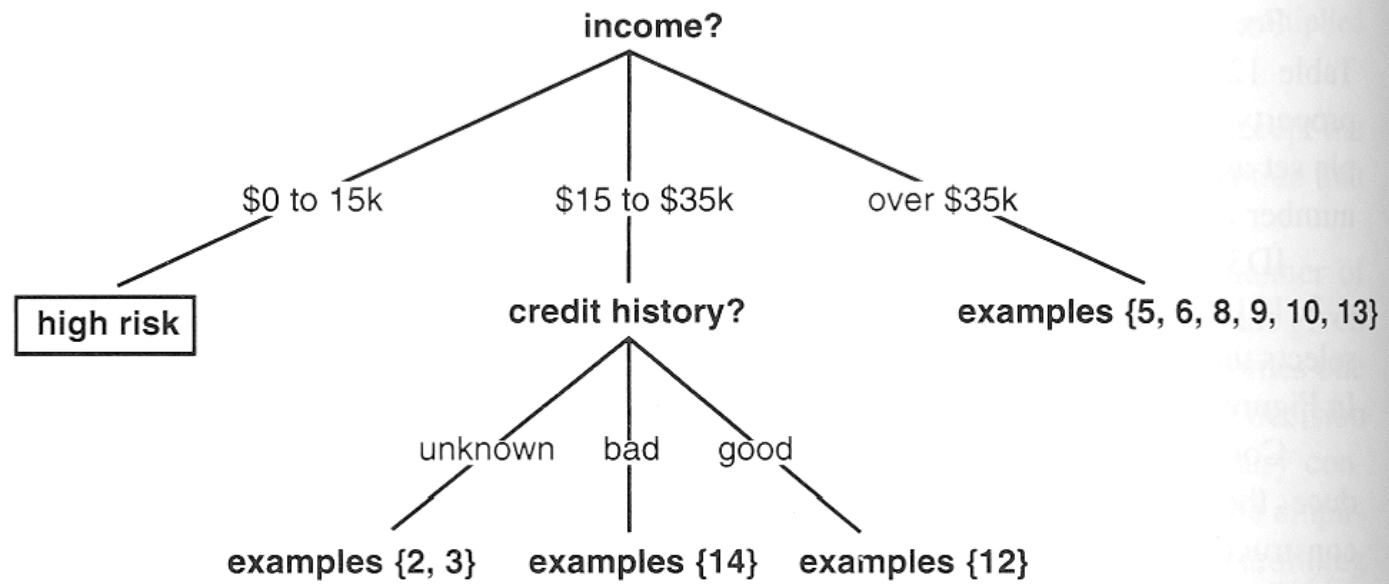 income?
$0 to 15k
$15 to $35k
over $35k
high risk
credit history?
examples {5, 6, 8, 9, 10, 13}
unknown
bad
good
examples {2, 3}
examples {14}
examples {12}